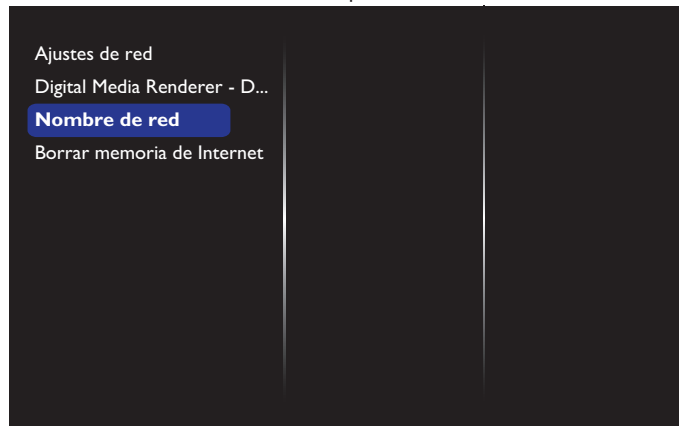 Ajustes de red
Digital Media Renderer - D...
Nombre de red
Borrar memoria de Internet